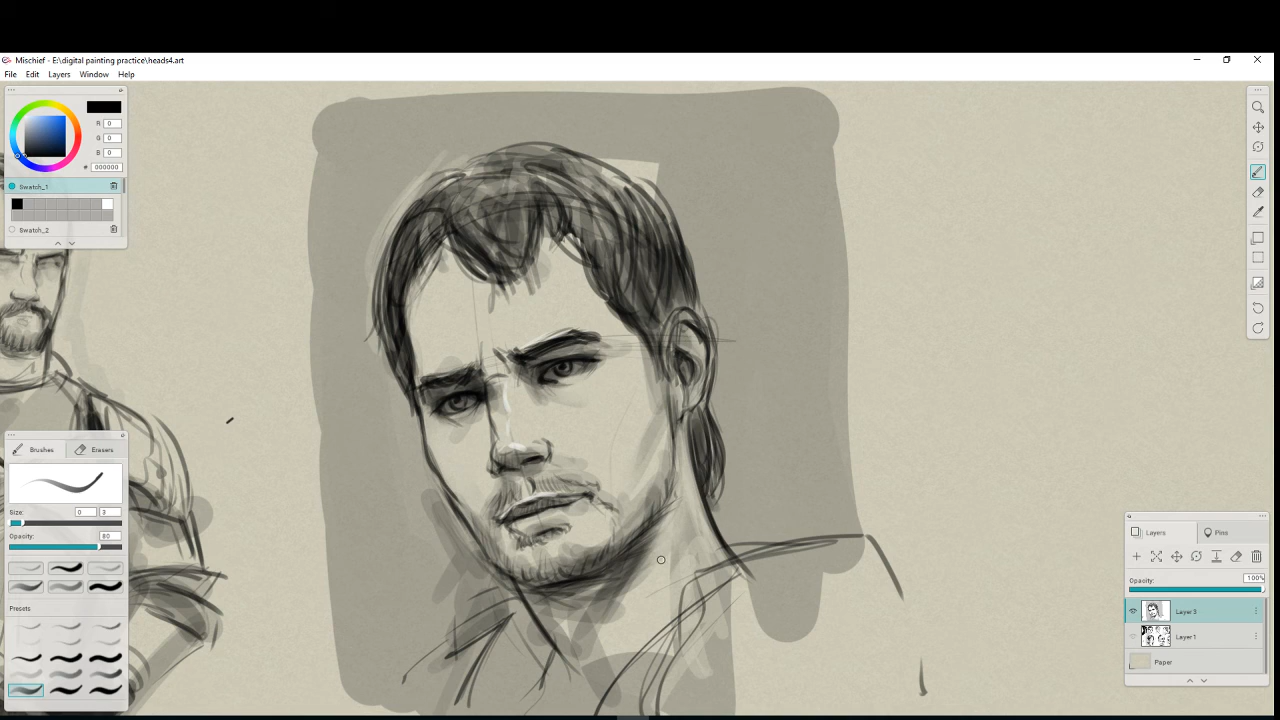 Mischief - E:\digital painting practice\heads4.art
File Edit Layers Window Help
R 0
G 0
B 0
# 000000
Swatch_1
Swatch_2
Brushes Erasers
Size: 0 3
Opacity: 80
Presets
Layers Pins
Opacity: 100%
Layer 3
Layer 1
Paper